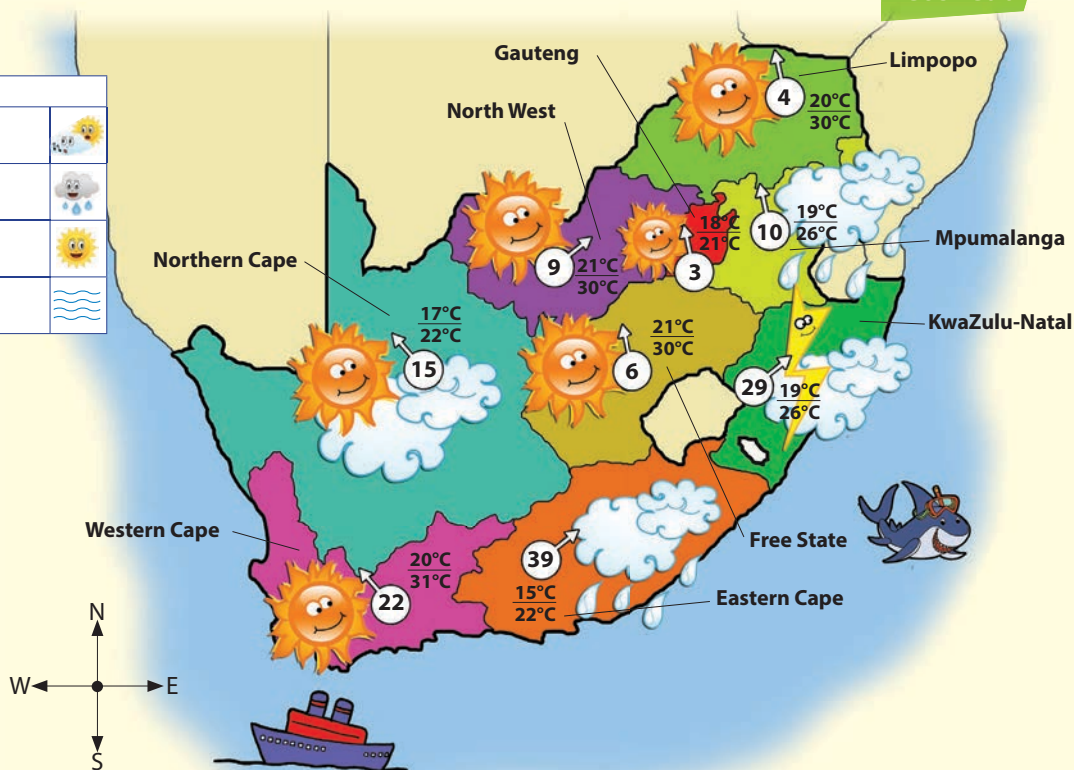 Gauteng
Limpopo
4
20°C
30°C
North West
18°C
21°C
10
19°C
26°C
Mpumalanga
Northern Cape
9
21°C
30°C
3
17°C
22°C
15
6
21°C
30°C
KwaZulu-Natal
29
19°C
26°C
Western Cape
20°C
31°C
22
39
15°C
22°C
Free State
Eastern Cape
N
W
E
S